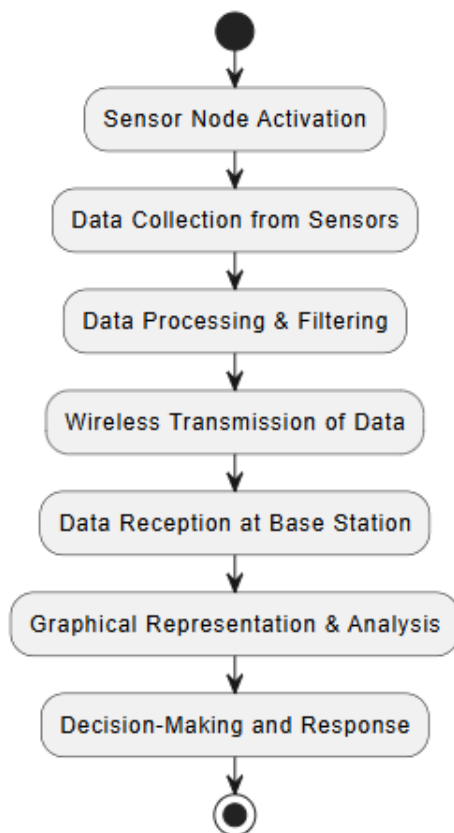 Sensor Node Activation
Data Collection from Sensors
Data Processing & Filtering
Wireless Transmission of Data
Data Reception at Base Station
Graphical Representation & Analysis
Decision-Making and Response